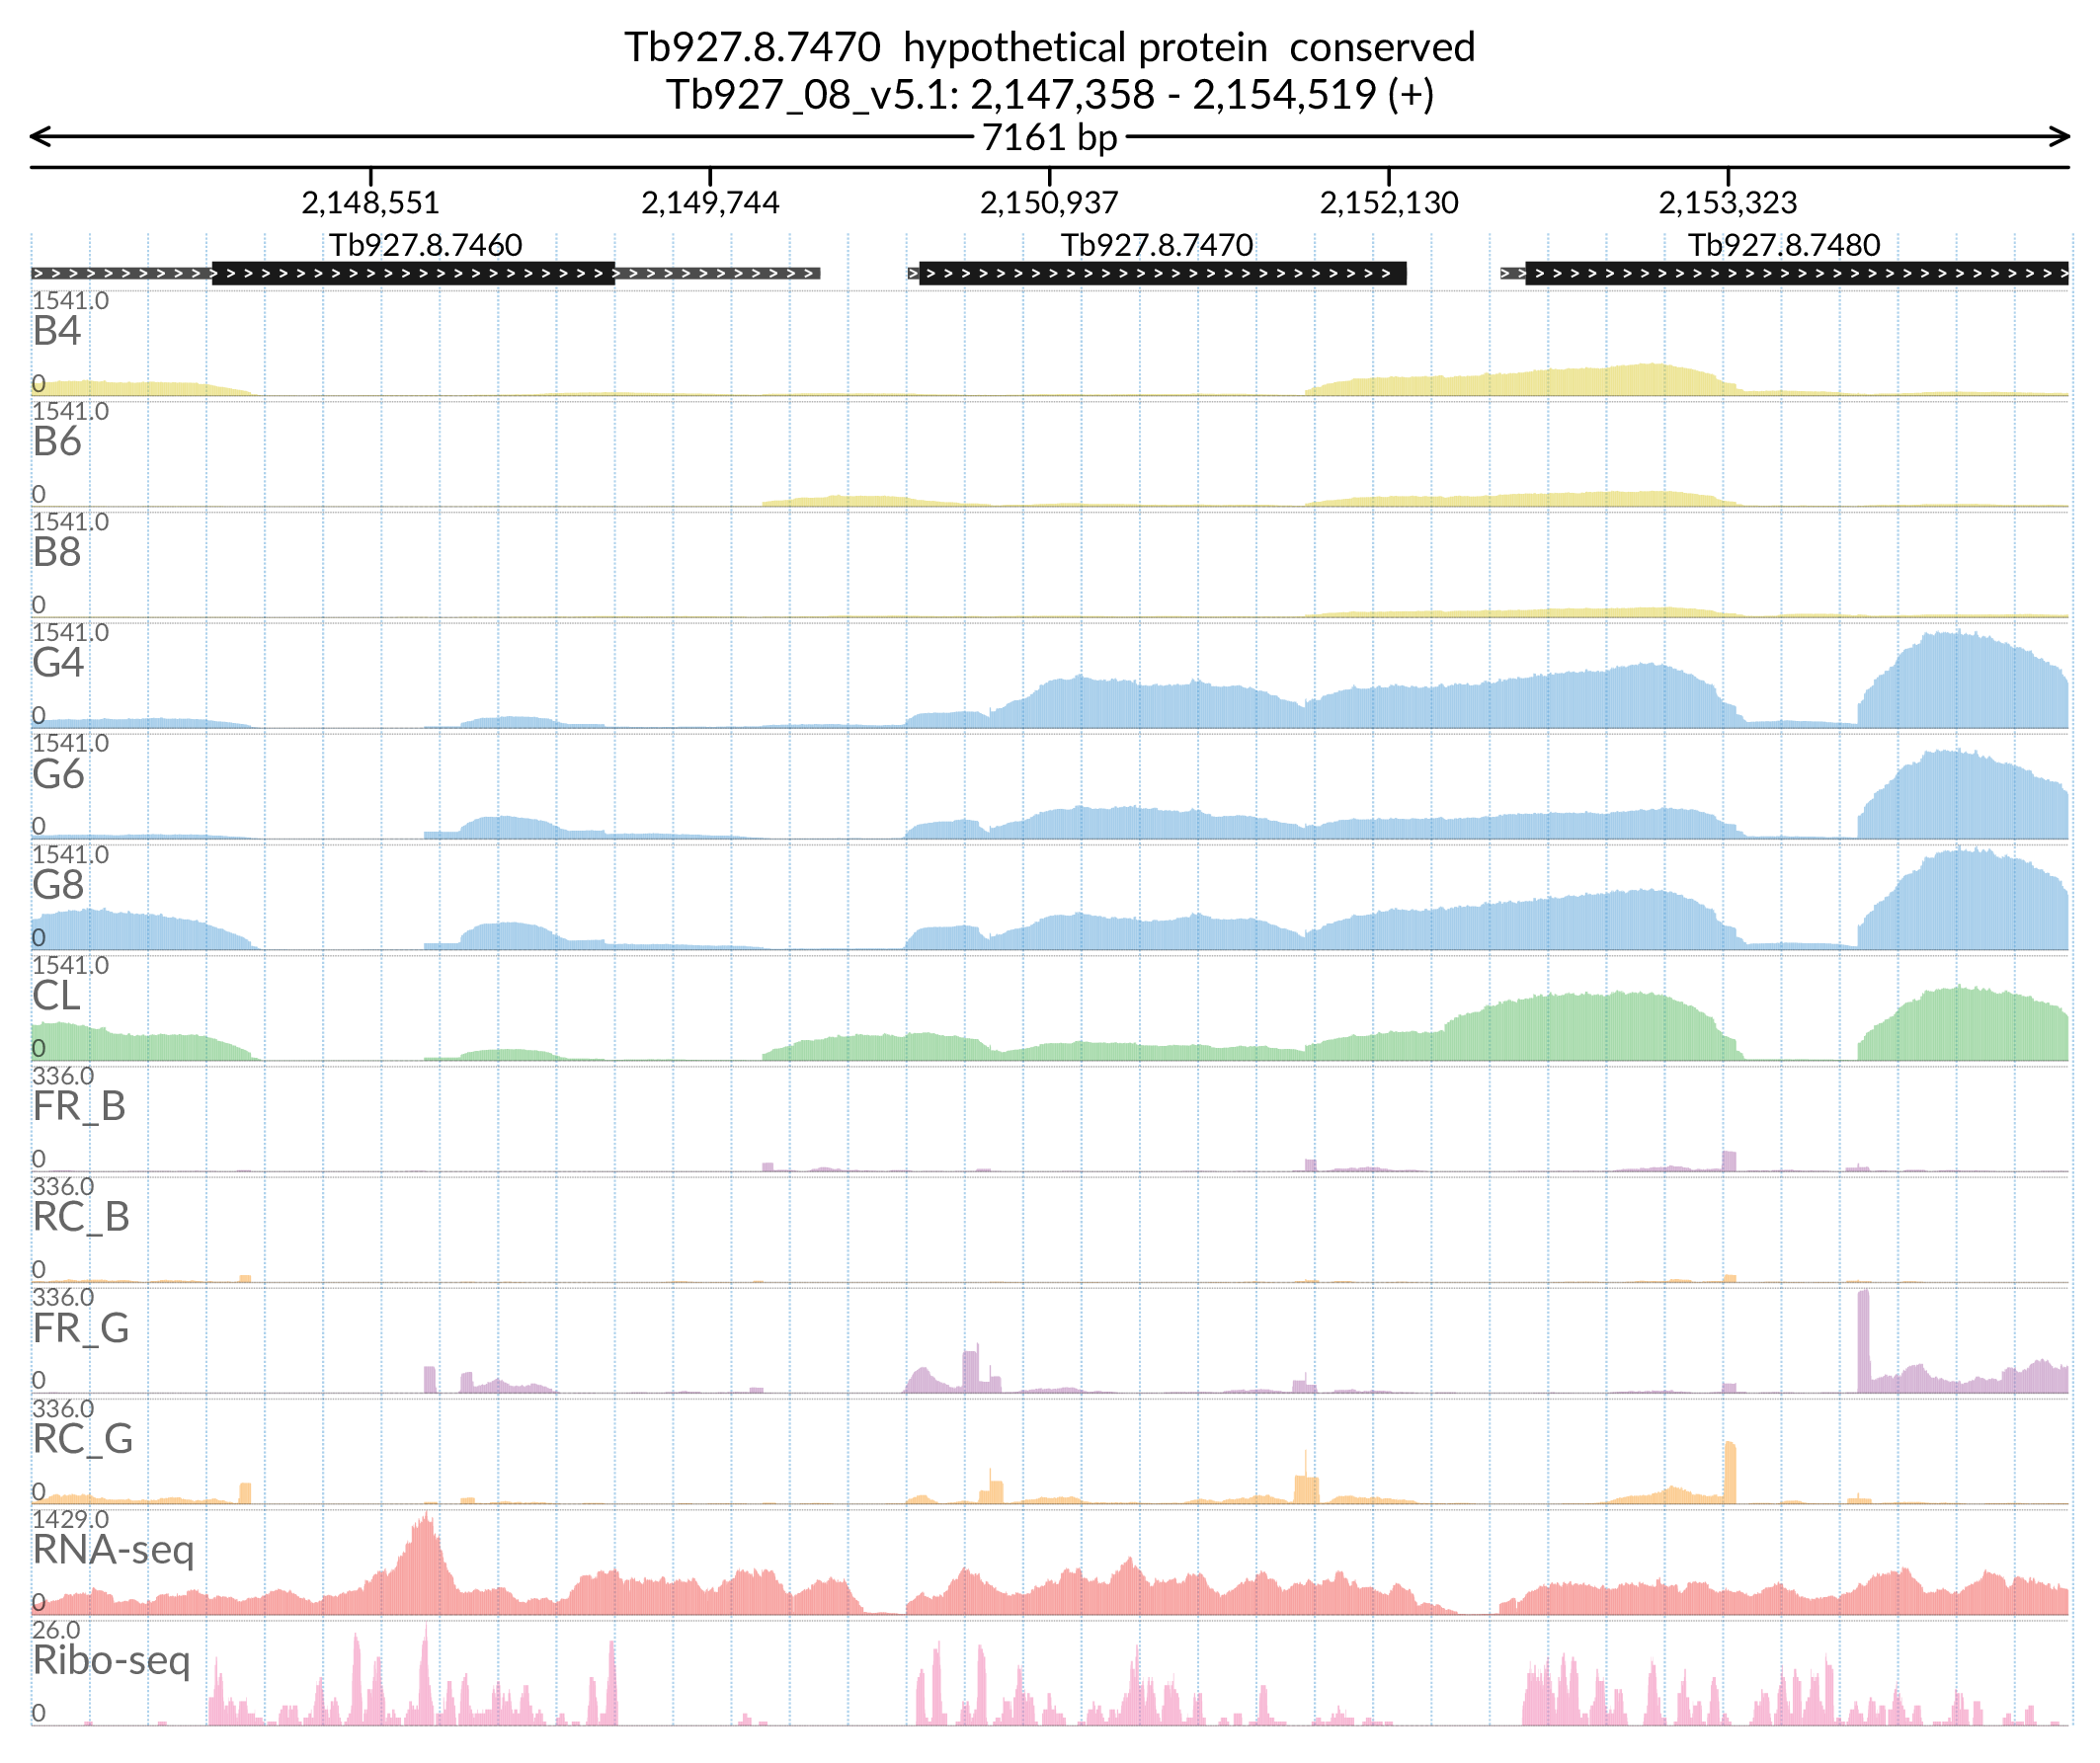 Tb927.8.7470  hypothetical protein  conserved
Tb927_08_v5.1: 2,147,358 - 2,154,519 (+)
7161 bp
2,148,551 2,149,744 2,150,937 2,152,130 2,153,323
Tb927.8.7460 Tb927.8.7470 Tb927.8.7480
1541.0
B4
0
1541.0
B6
0
1541.0
B8
0
1541.0
G4
0
1541.0
G6
0
1541.0
G8
0
1541.0
CL
0
336.0
FR_B
0
336.0
RC_B
0
336.0
FR_G
0
336.0
RC_G
0
1429.0
RNA-seq
0
26.0
Ribo-seq
0